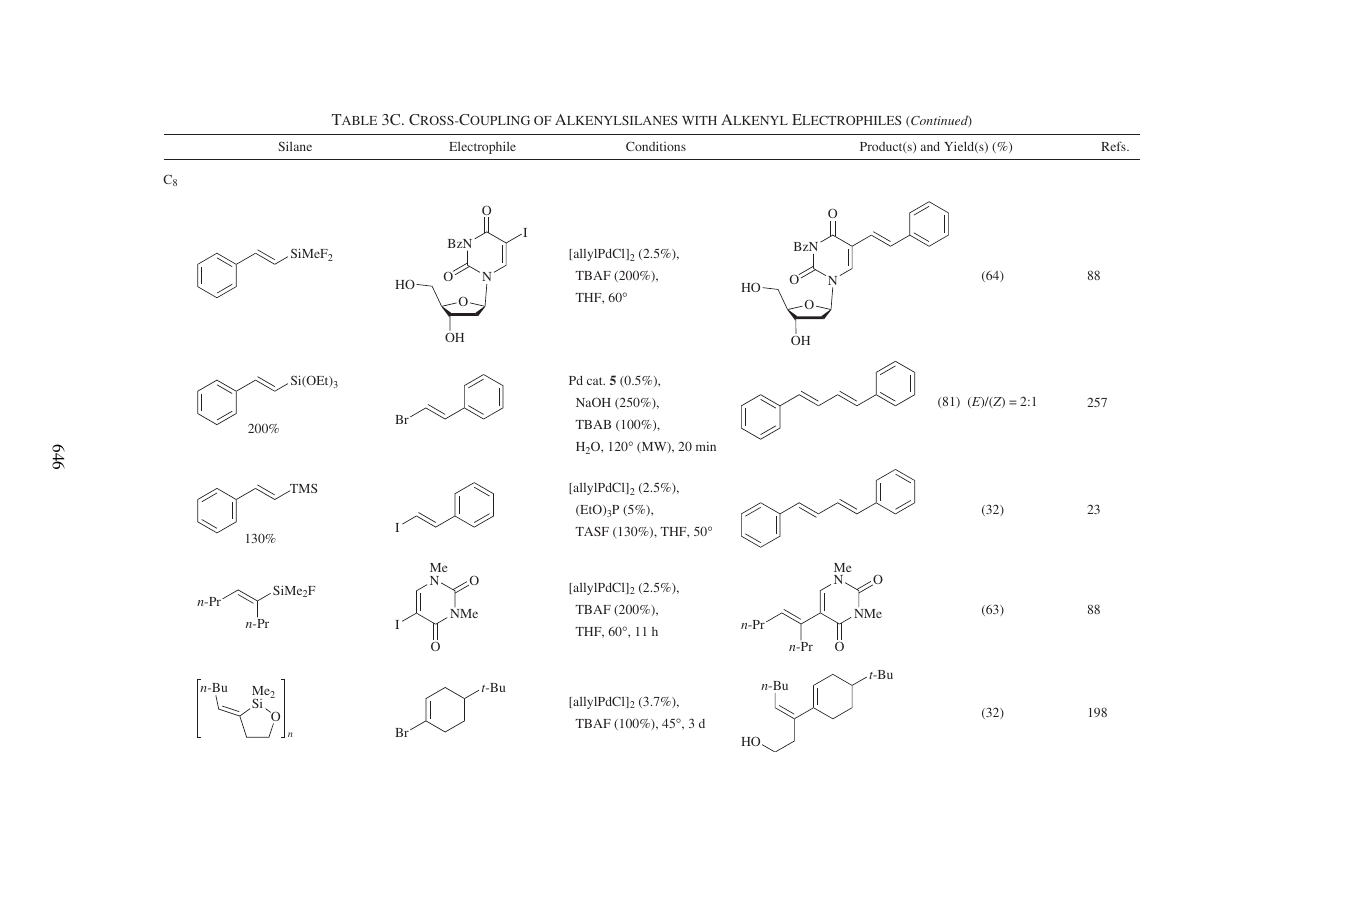 TABLE 3C. CROSS-COUPLING OF ALKENYLSILANES WITH ALKENYL ELECTROPHILES (Continued)
Silane Electrophile Conditions Product(s) and Yield(s) (%) Refs.
C8
SiMeF2
O
BzN
I
O
N
HO
O
OH
[allylPdCl]2 (2.5%),
TBAF (200%),
THF, 60°
O
BzN
O
N
HO
O
OH
(64)
88
Si(OEt)3
200%
Br
Pd cat. 5 (0.5%),
NaOH (250%),
TBAB (100%),
H2O, 120° (MW), 20 min
(81) (E)/(Z) = 2:1
257
646
TMS
130%
I
[allylPdCl]2 (2.5%),
(EtO)3P (5%),
TASF (130%), THF, 50°
(32)
23
n-Pr
SiMe2F
n-Pr
Me
N
O
NMe
I
O
[allylPdCl]2 (2.5%),
TBAF (200%),
THF, 60°, 11 h
Me
N
O
NMe
n-Pr
n-Pr
O
(63)
88
n-Bu
Me2
Si
O
n
t-Bu
Br
[allylPdCl]2 (3.7%),
TBAF (100%), 45°, 3 d
n-Bu
t-Bu
HO
(32)
198